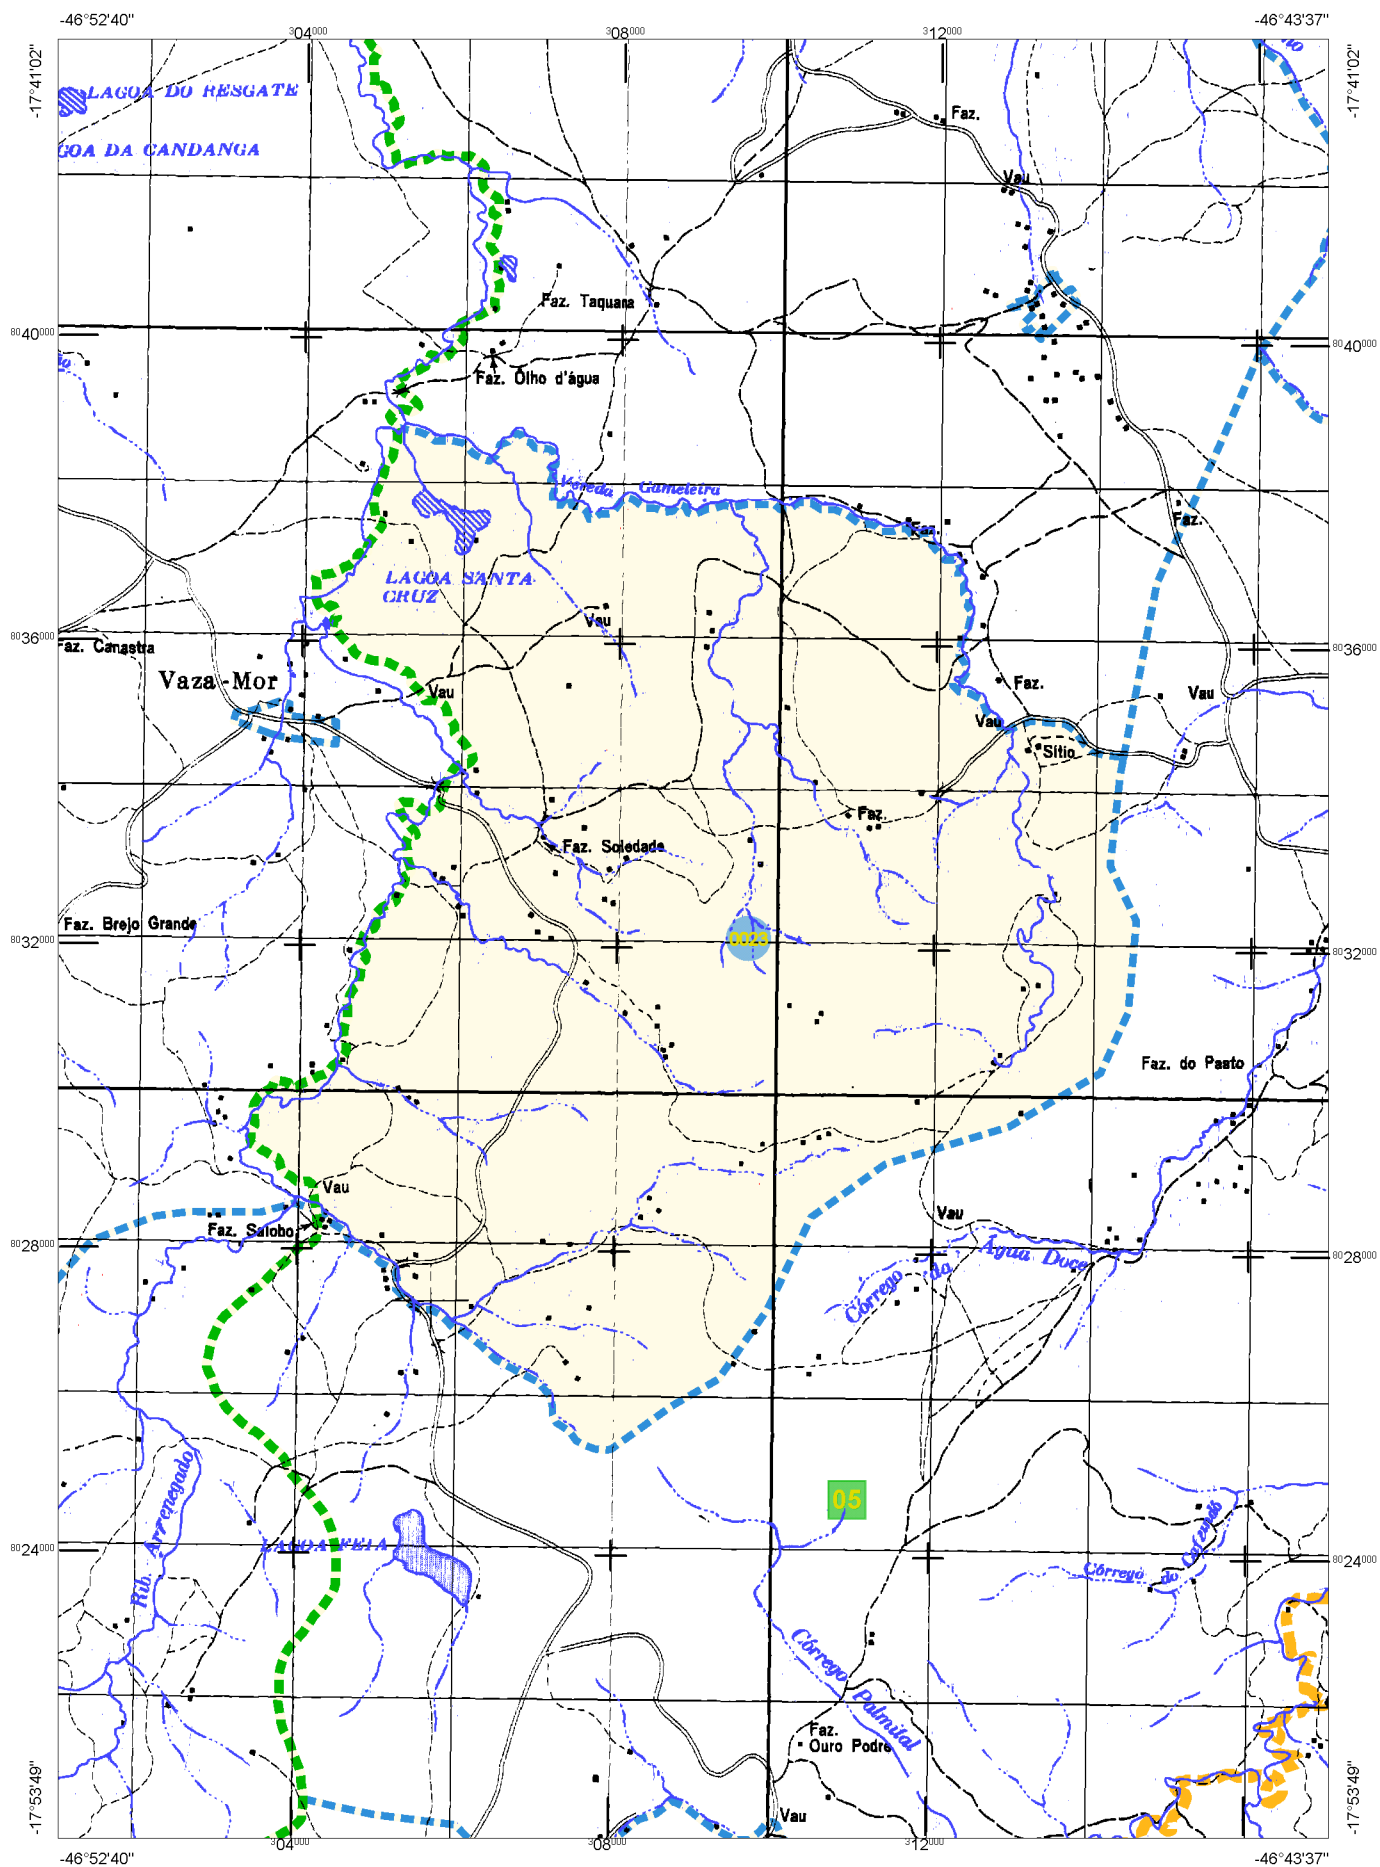 -46°52'40"
-46°43'37"
304000
308000
312000
-17°41'02"
-17°41'02"
LAGOA DO RESGATE
GOA DA CANDANGA
Faz.
Vau
Faz. Taquara
8040000
8040000
Faz. Olho d'água
Vereda Gameleira
Faz.
Faz.
LAGOA SANTA
CRUZ
Vau
8036000
8036000
az. Canastra
Vaza-Mor
Vau
Faz.
Vau
Vau
Sítio
Faz.
Faz. Soledade
Faz. Brejo Grande
8032000
0023
8032000
Faz. do Pasto
Vau
Vau
Faz. Salobo
8028000
8028000
Córrego da Água Doce
Rib. Arrenegado
05
LAGOA FEIA
8024000
8024000
Córrego do
Córrego Palmital
Faz.
Ouro Podre
Vau
-17°53'49"
-17°53'49"
304000
308000
312000
-46°52'40"
-46°43'37"